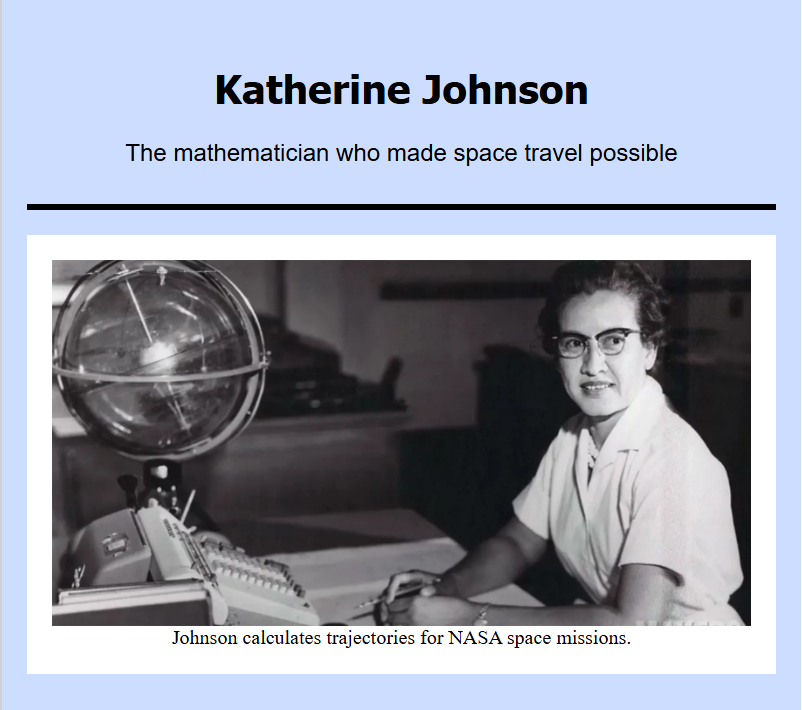 Katherine Johnson
The mathematician who made space travel possible
Johnson calculates trajectories for NASA space missions.